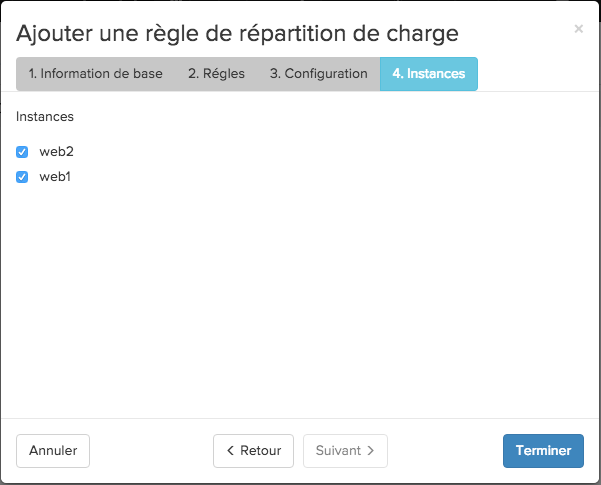 Ajouter une règle de répartition de charge
×
1. Information de base 2. Régles 3. Configuration 4. Instances
Instances
web2
web1
Annuler < Retour Suivant > Terminer